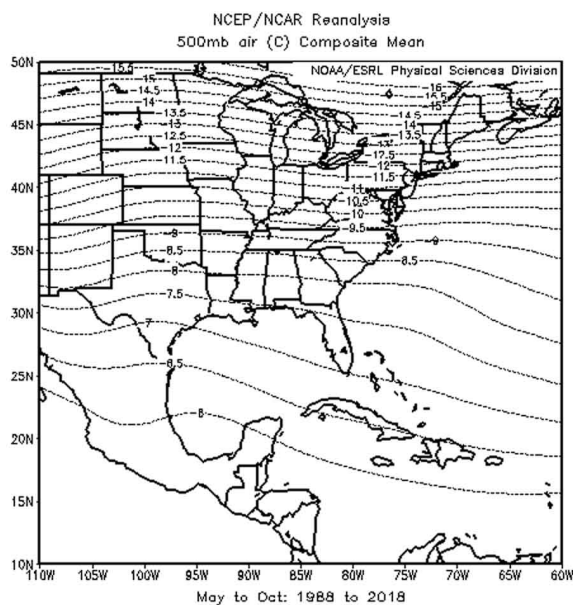 NCEP/NCAR Reanalysis
500mb air (C) Composite Mean
NOAA/ESRL Physical Sciences Division
50N
-15.5
-15
-14.5
-14
-13.5
-13
-12.5
-12
-11.5
-16
-15
-14.5
-14
-13.5
-12
-11.5
-11
-10.5
-10
-9.5
-9
-8.5
45N
40N
35N
-9
-8.5
-8
-7.5
-7
30N
25N
-6.5
20N
-6
15N
10N
110W 105W 100W 95W 90W 85W 80W 75W 70W 65W 60W
May to Oct: 1988 to 2018